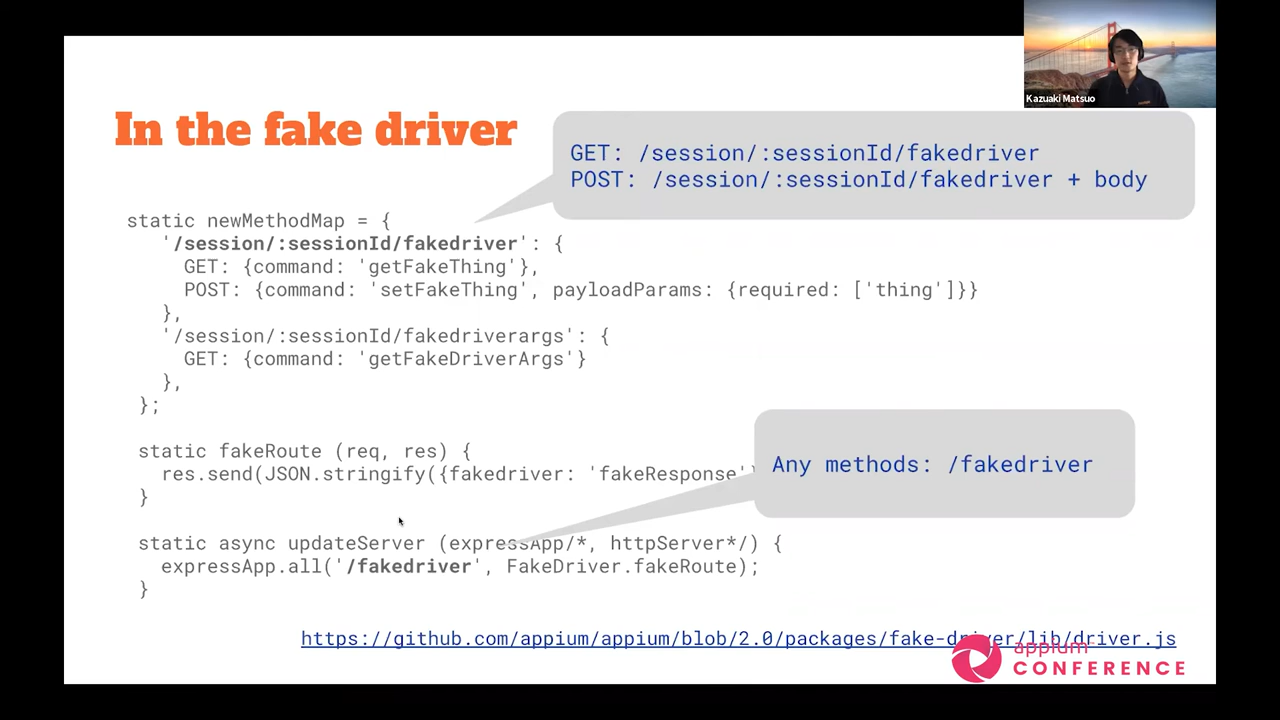 Kazuaki Matsuo
In the fake driver
GET: /session/:sessionId/fakedriver
POST: /session/:sessionId/fakedriver + body
static newMethodMap = {
'/session/:sessionId/fakedriver': {
GET: {command: 'getFakeThing'},
POST: {command: 'setFakeThing', payloadParams: {required: ['thing']}}
},
'/session/:sessionId/fakedriverargs': {
GET: {command: 'getFakeDriverArgs'}
},
};
static fakeRoute (req, res) {
res.send(JSON.stringify({fakedriver: 'fakeResponse'
}
Any methods: /fakedriver
static async updateServer (expressApp/*, httpServer*/) {
expressApp.all('/fakedriver', FakeDriver.fakeRoute);
}
https://github.com/appium/appium/blob/2.0/packages/fake-driver/lib/driver.js
appium
CONFERENCE